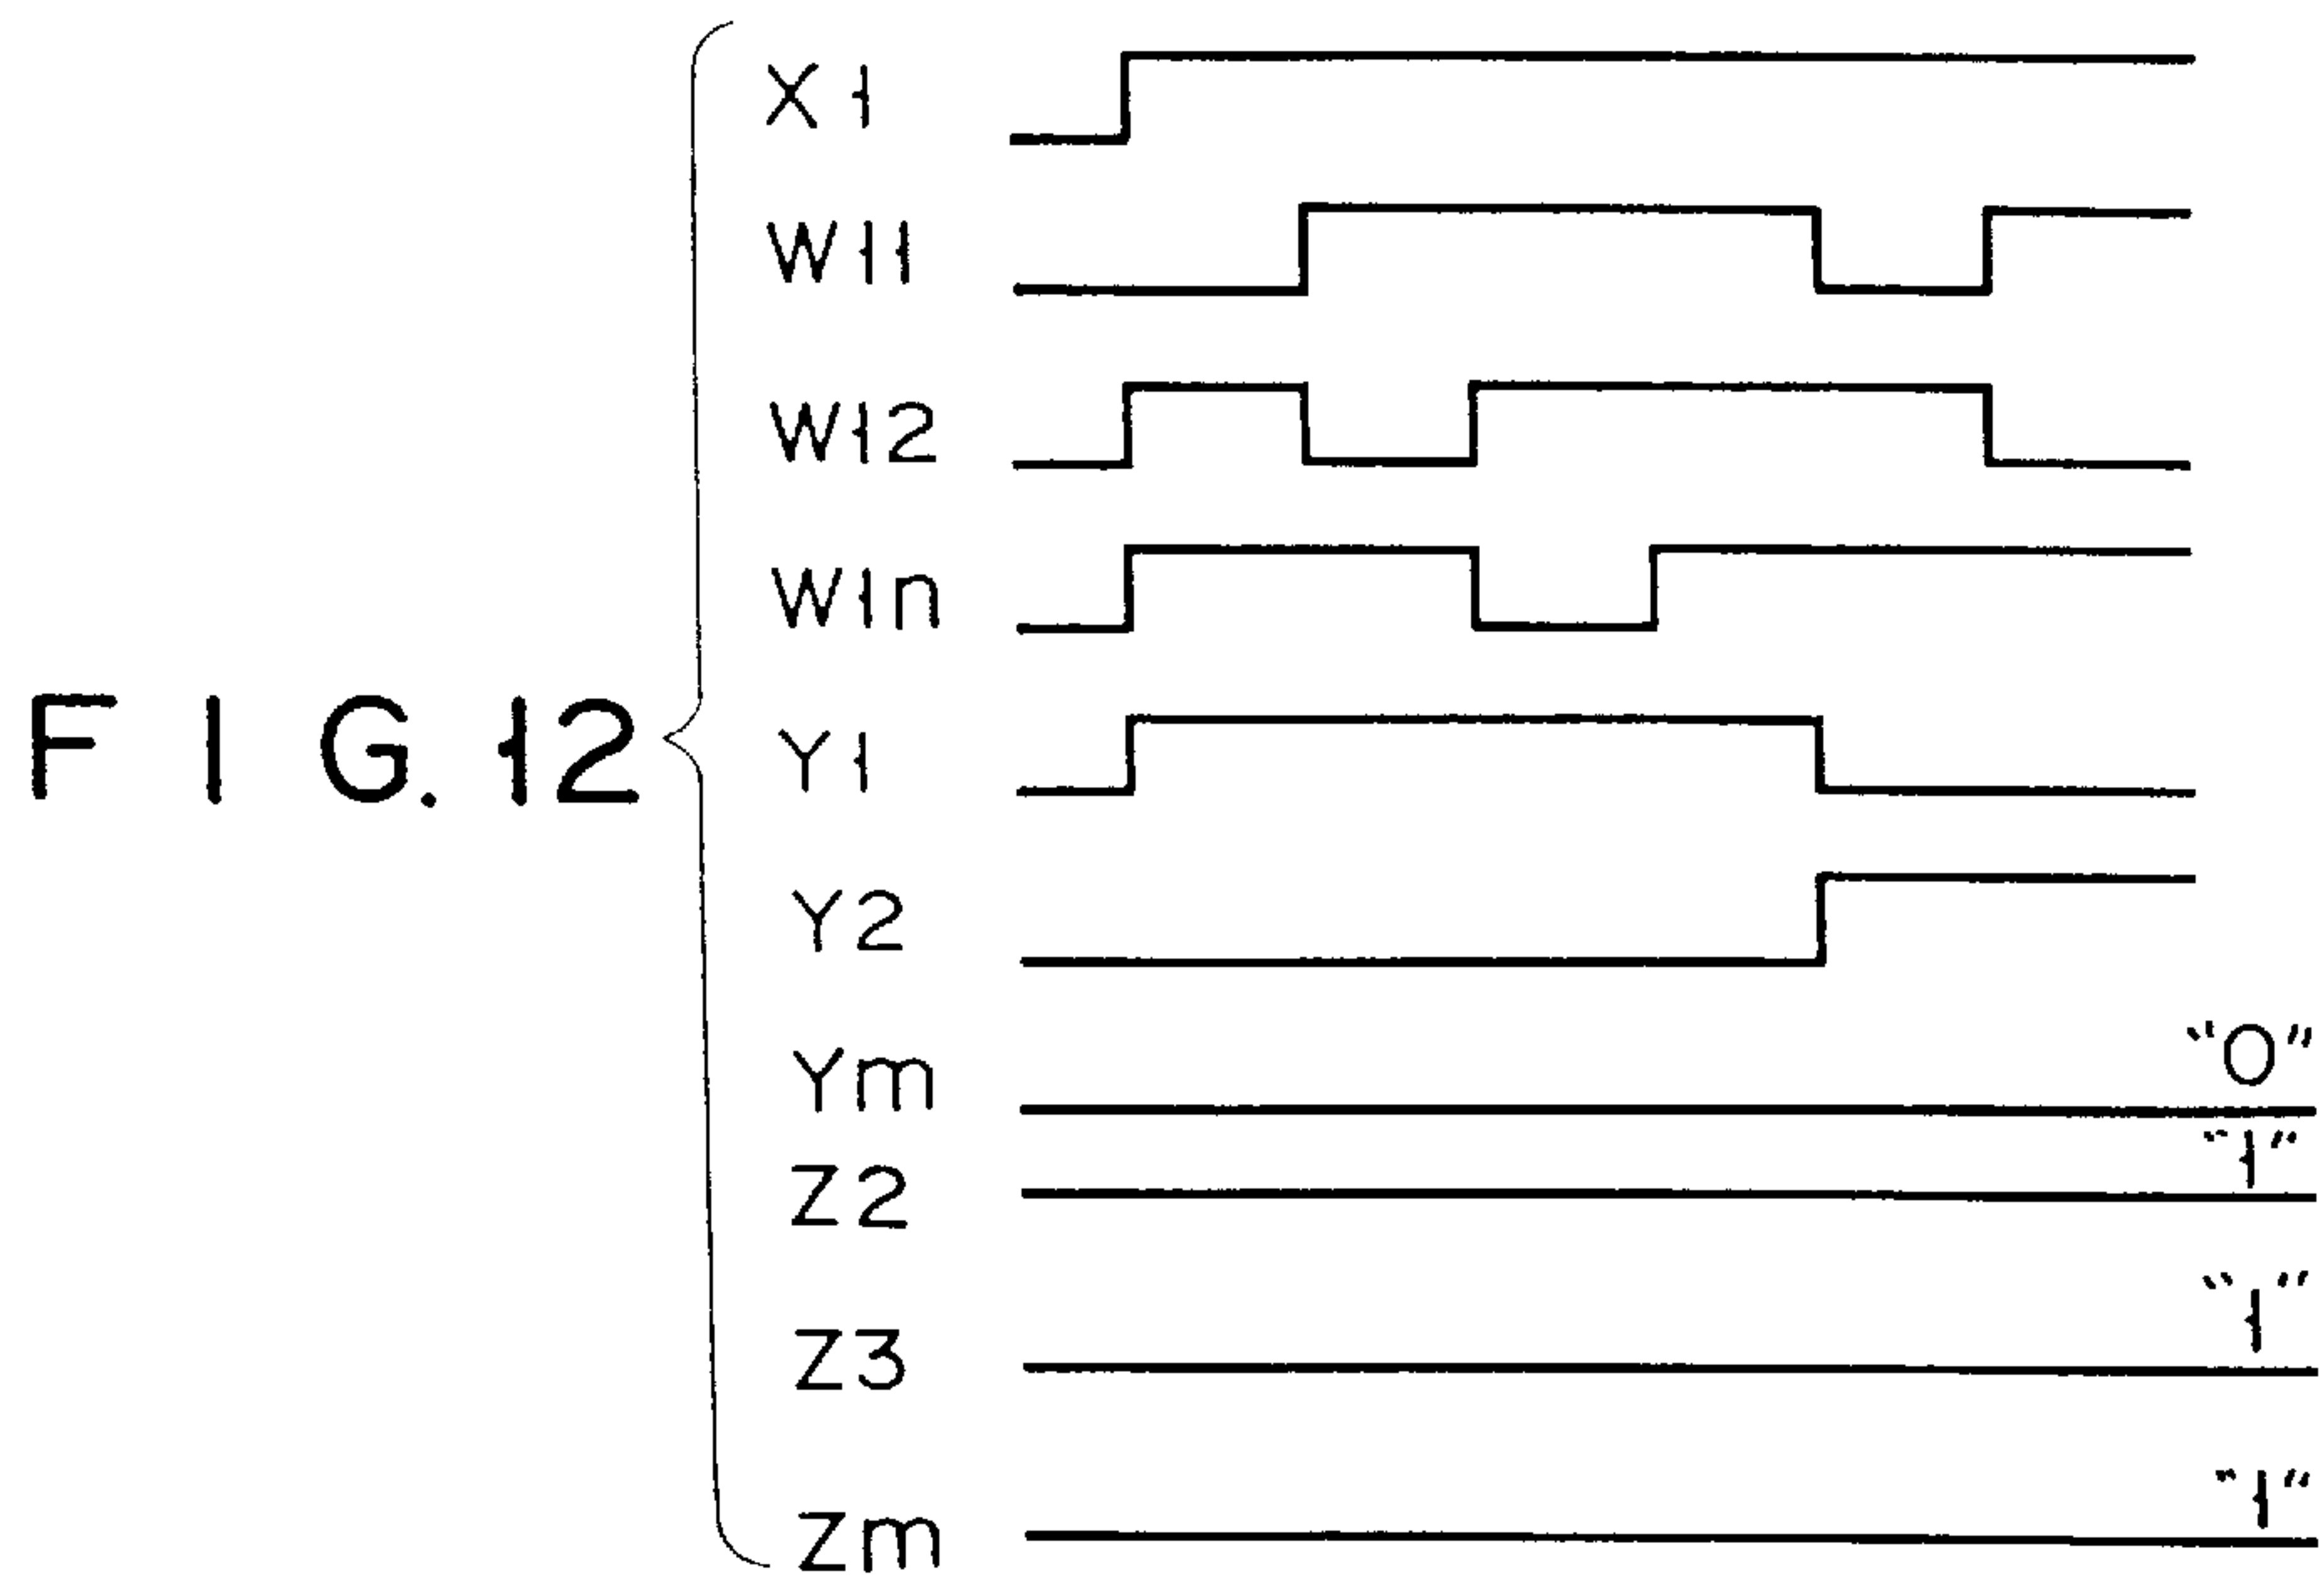 FIG.12
X1
W11
W12
W1n
Y1
Y2
Ym "0"
Z2 "1"
Z3 "1"
Zm "1"